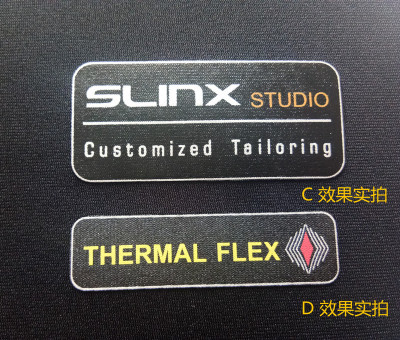 SLINX STUDIO
Customized Tailoring
C 效果实拍
THERMAL FLEX
D 效果实拍